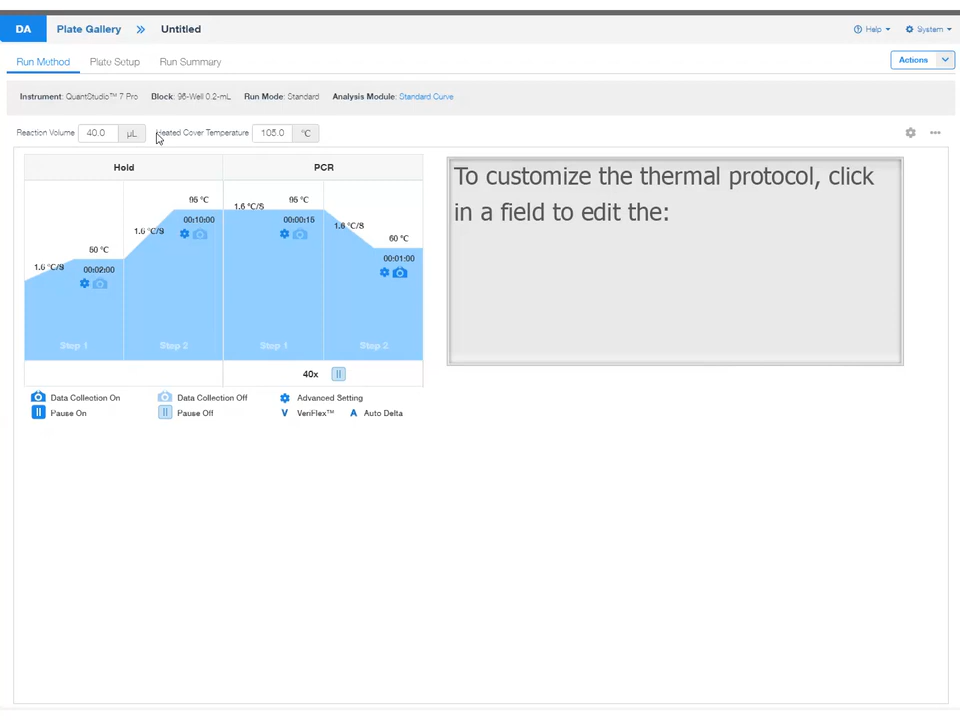 DA Plate Gallery » Untitled Help System
Run Method Plate Setup Run Summary Actions
Instrument: QuantStudio™ 7 Pro Block: 96-Well 0.2-mL Run Mode: Standard Analysis Module: Standard Curve
Reaction Volume 40.0 µL Heated Cover Temperature 105.0 °C
Hold PCR
To customize the thermal protocol, click
in a field to edit the:
95 °C 95 °C
1.6 °C/S
00:10:00 00:00:15
1.6 °C/S 1.6 °C/S
60 °C
50 °C
00:01:00
1.6 °C/S 00:02:00
Step 1 Step 2 Step 1 Step 2
40x
Data Collection On Data Collection Off Advanced Setting
Pause On Pause Off V VeriFlex™ A Auto Delta